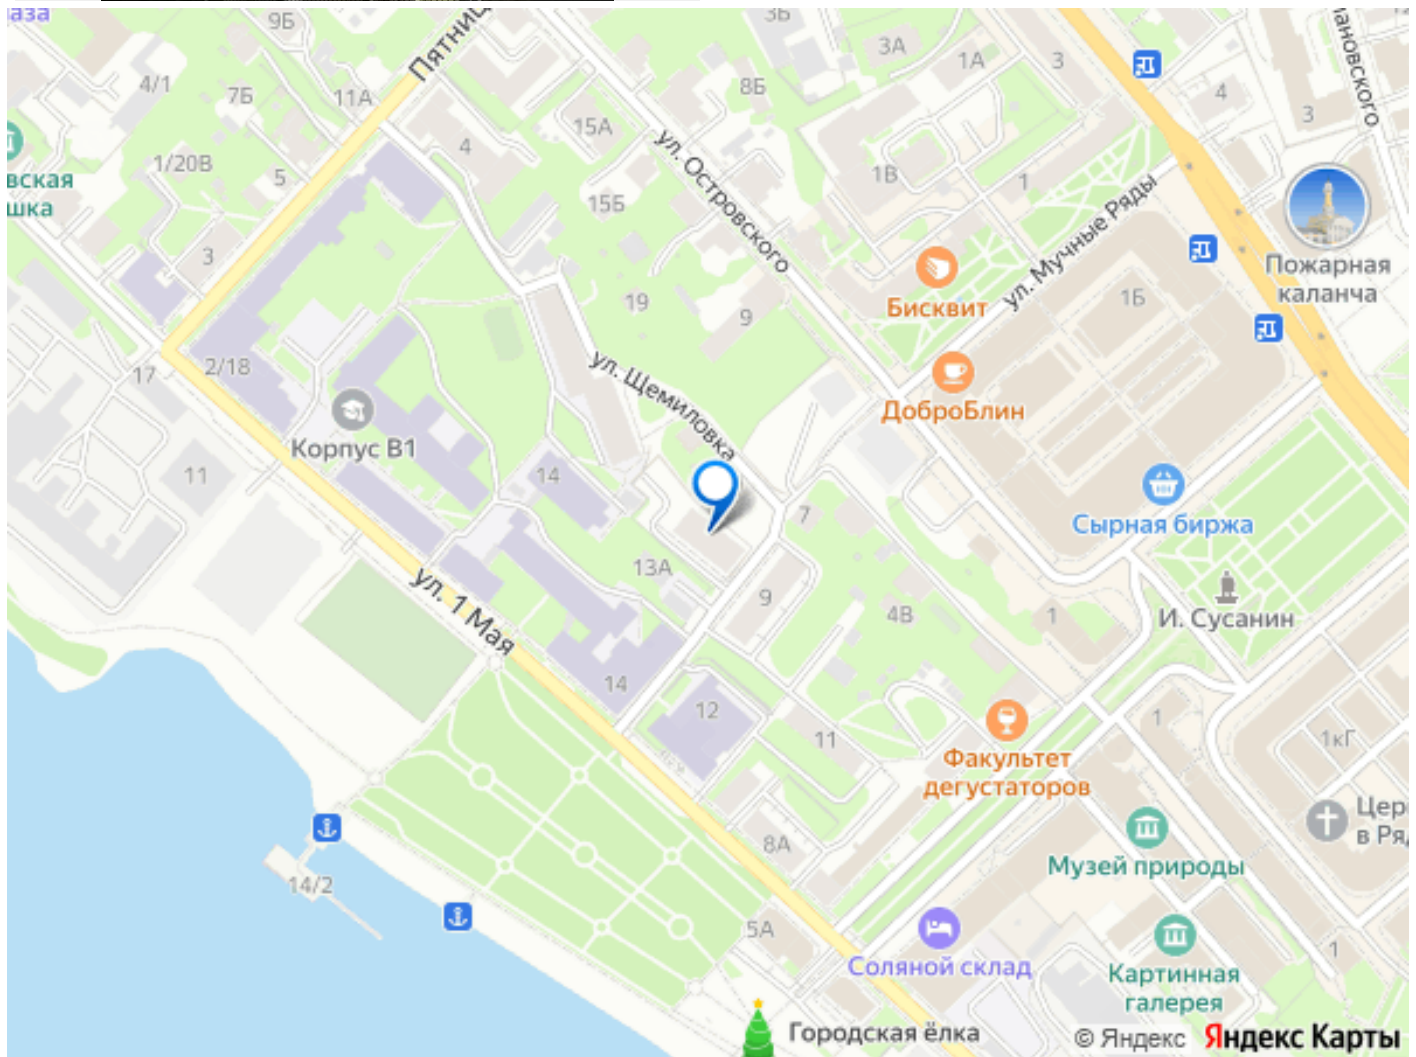 аза
9Б
3Б
Пятниц
3А
1А
3
ановского
4/1
7Б
11А
8Б
4
3
15А
4
1/20В
5
вская
шка
1В
1
15Б
ул. Островского
ул. Мучные Ряды
3
Пожарная
каланча
19
9
Бисквит
1Б
2/18
17
ул. Щемиловка
ДоброБлин
Корпус В1
11
14
7
Сырная биржа
13А
9
ул. 1 Мая
4В
1
И. Сусанин
14
12
11
1
1кГ
Факультет
дегустаторов
Цер
в Ря
8А
Музей природы
14/2
5А
Соляной склад
1
Картинная
галерея
Городская ёлка
© Яндекс Яндекс Карты